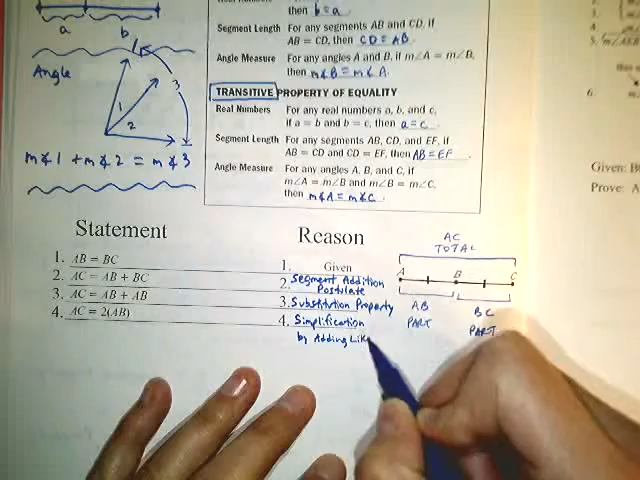 a b
then b = a
Segment Length For any segments AB and CD, if
AB = CD, then CD = AB.
Angle Measure For any angles A and B, if m∠A = m∠B,
then m∡B = m∡A.
Angle
3
1
2
m∡1 + m∡2 = m∡3
TRANSITIVE PROPERTY OF EQUALITY
Real Numbers For any real numbers a, b, and c,
if a = b and b = c, then a = c.
Segment Length For any segments AB, CD, and EF, if
AB = CD and CD = EF, then AB = EF
Angle Measure For any angles A, B, and C, if
m∠A = m∠B and m∠B = m∠C,
then m∡A = m∡C.
6.
Given: B
Prove: A
Statement Reason
1. AB = BC
2. AC = AB + BC
3. AC = AB + AB
4. AC = 2(AB)
1. Given
2. Segment Addition
Postulate
3. Substitution Property
4. Simplification
by Adding Lik
AC
TOTAL
A B C
AB BC
PART PART